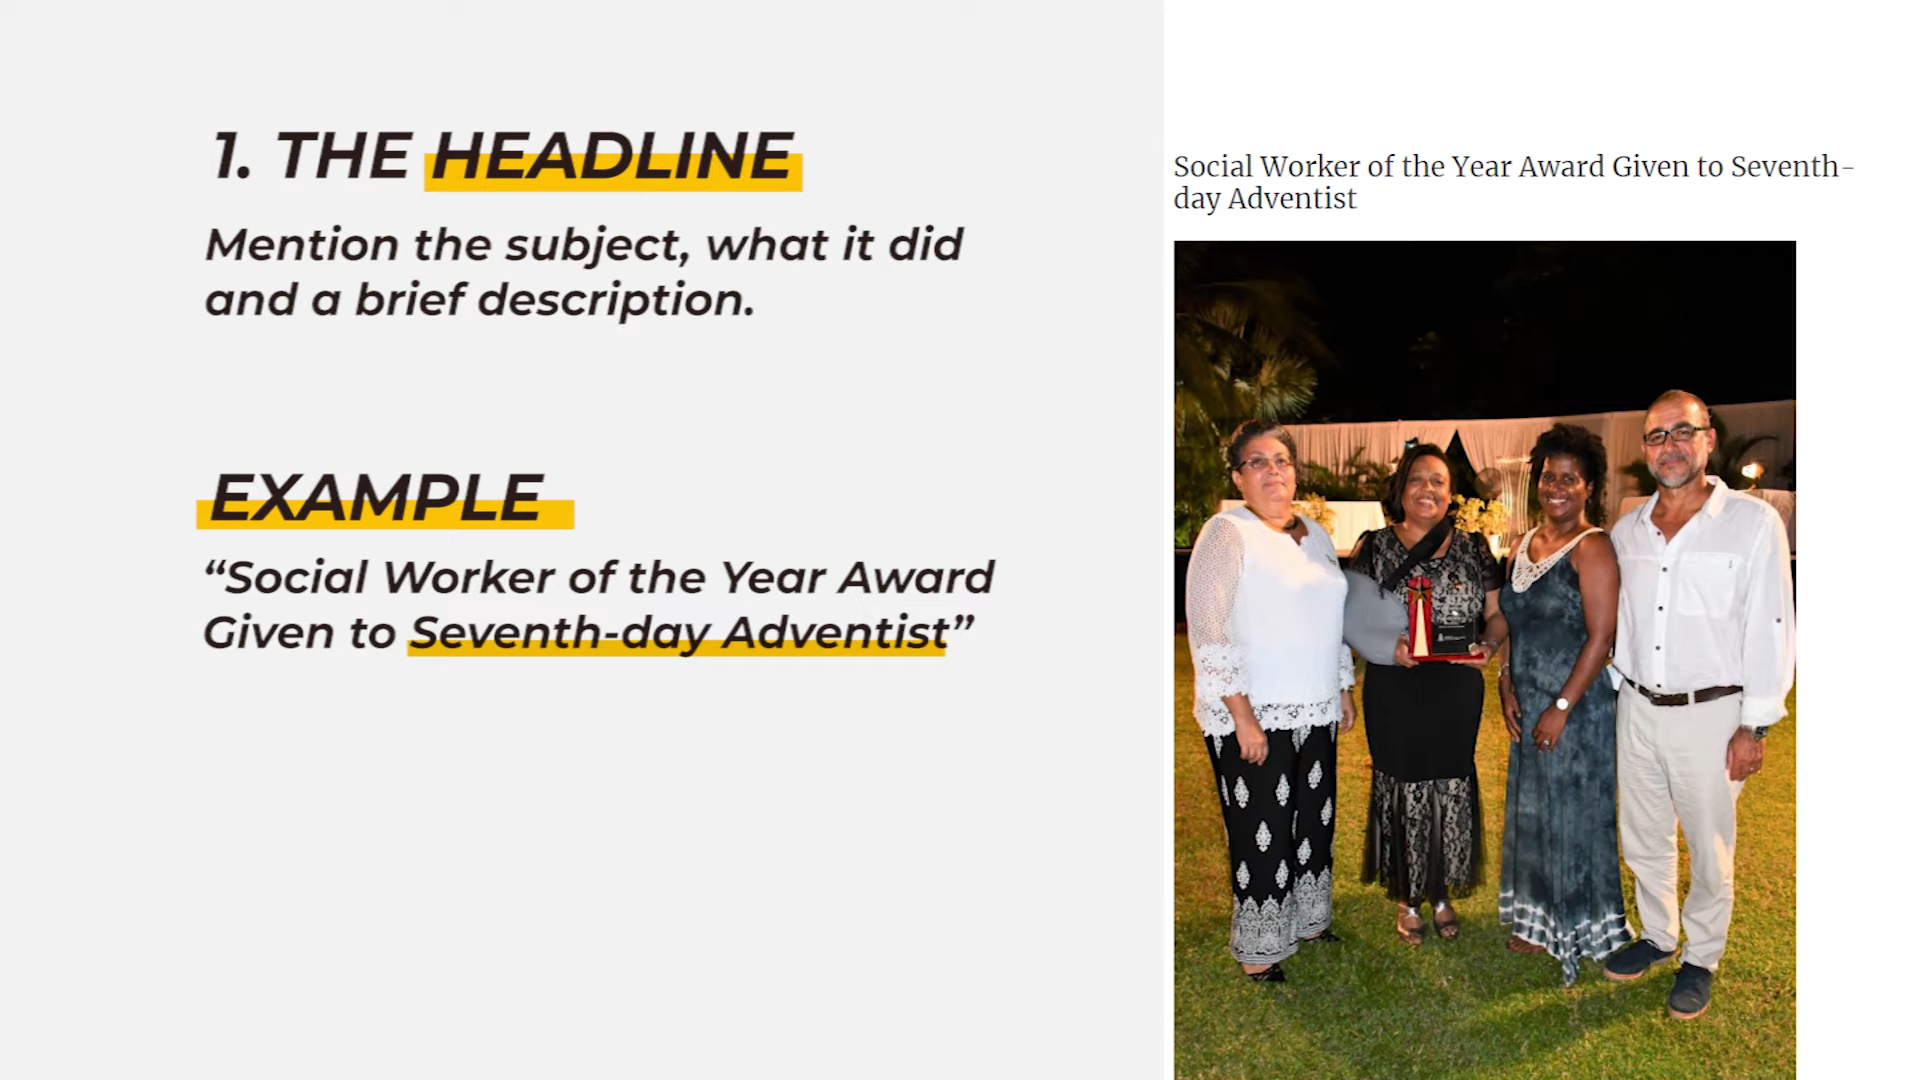 1. THE HEADLINE
Mention the subject, what it did
and a brief description.
EXAMPLE
“Social Worker of the Year Award
Given to Seventh-day Adventist”
Social Worker of the Year Award Given to Seventh-
day Adventist